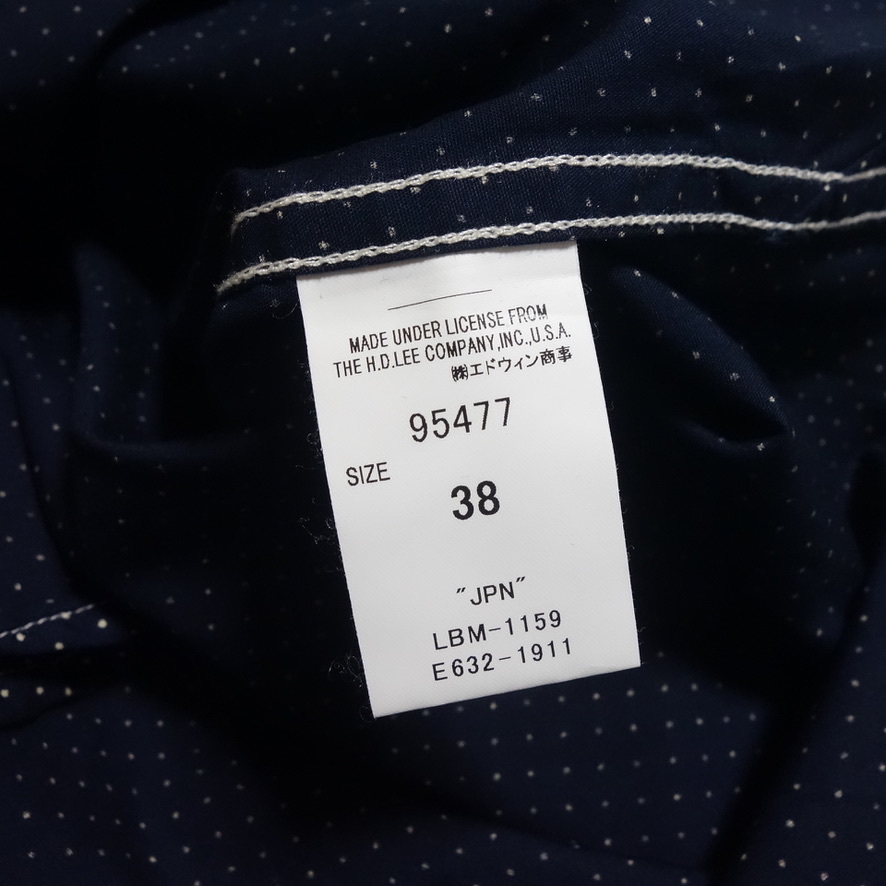 MADE UNDER LICENSE FROM
THE H.D.LEE COMPANY,INC.,U.S.A.
㈱エドウィン商事
95477
SIZE
38
"JPN"
LBM-1159
E632-1911